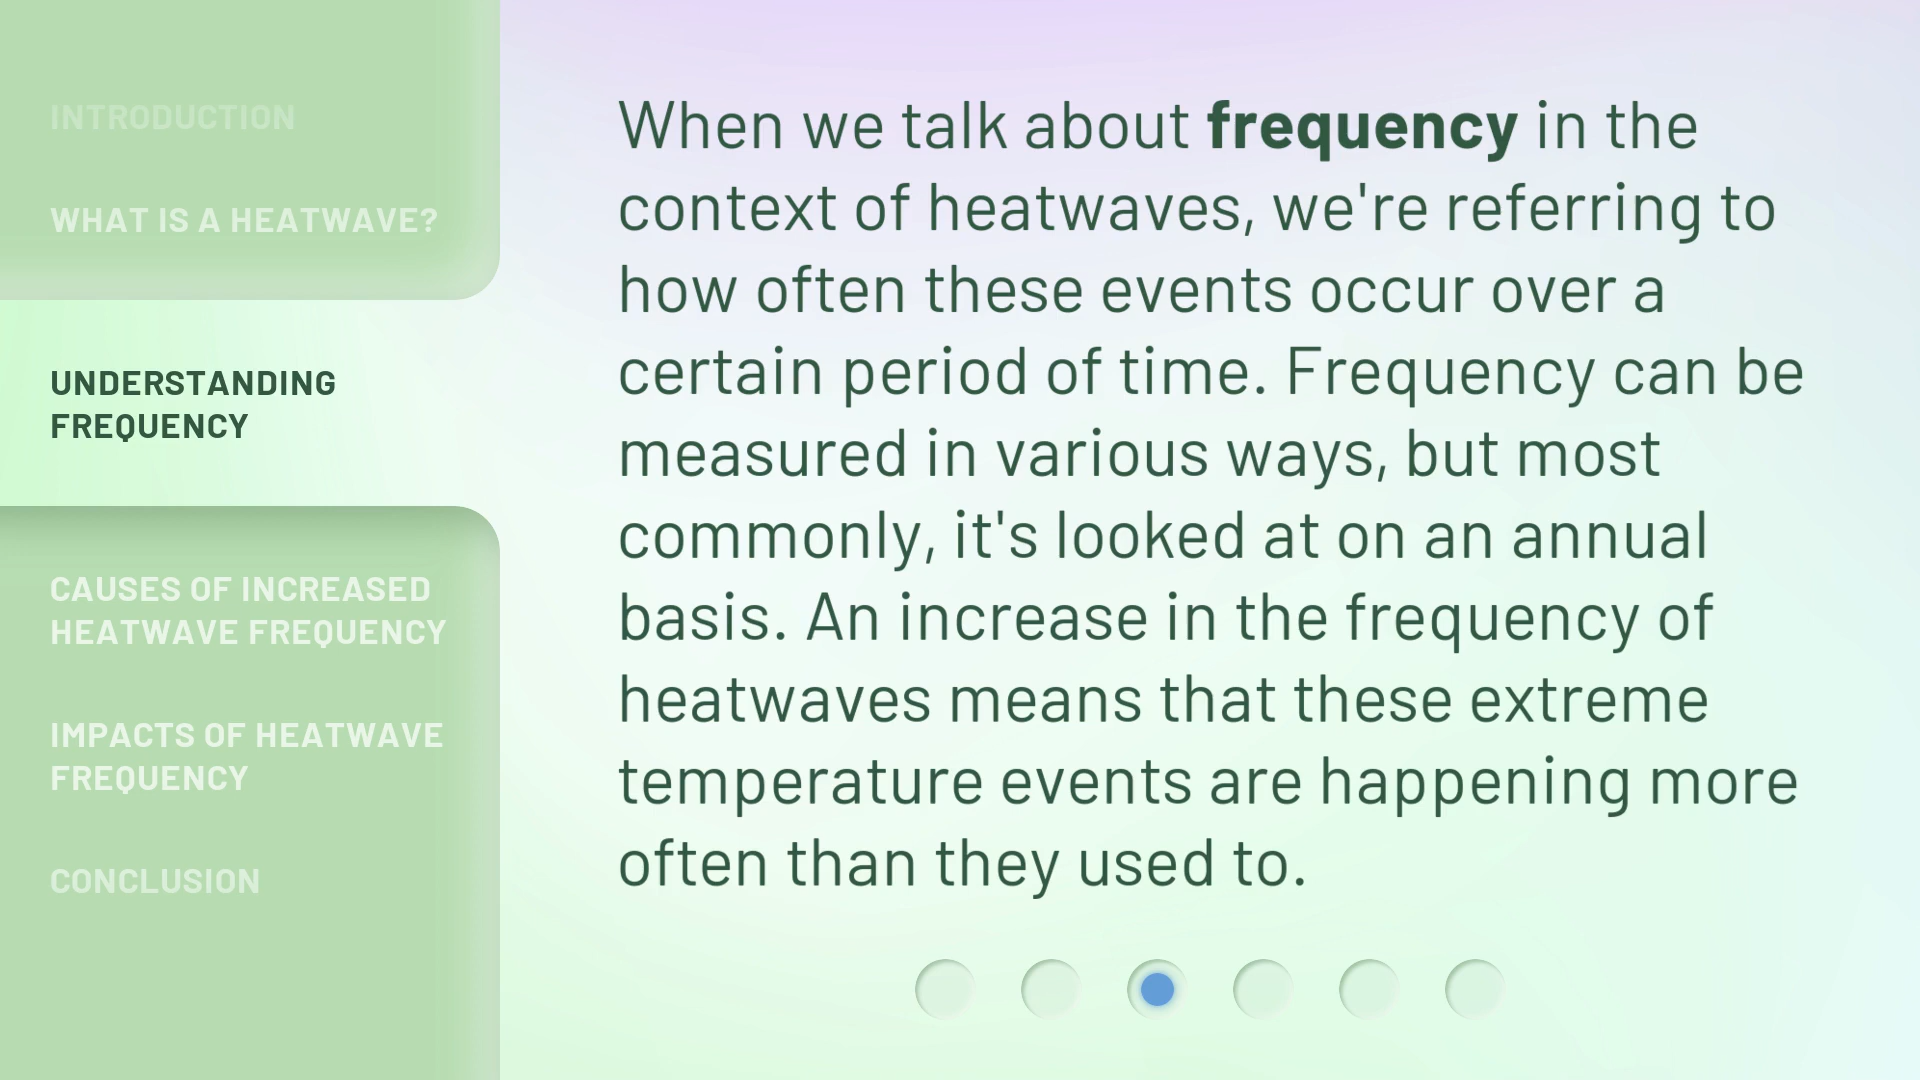 INTRODUCTION
WHAT IS A HEATWAVE?
UNDERSTANDING
FREQUENCY
CAUSES OF INCREASED
HEATWAVE FREQUENCY
IMPACTS OF HEATWAVE
FREQUENCY
CONCLUSION
When we talk about frequency in the
context of heatwaves, we're referring to
how often these events occur over a
certain period of time. Frequency can be
measured in various ways, but most
commonly, it's looked at on an annual
basis. An increase in the frequency of
heatwaves means that these extreme
temperature events are happening more
often than they used to.